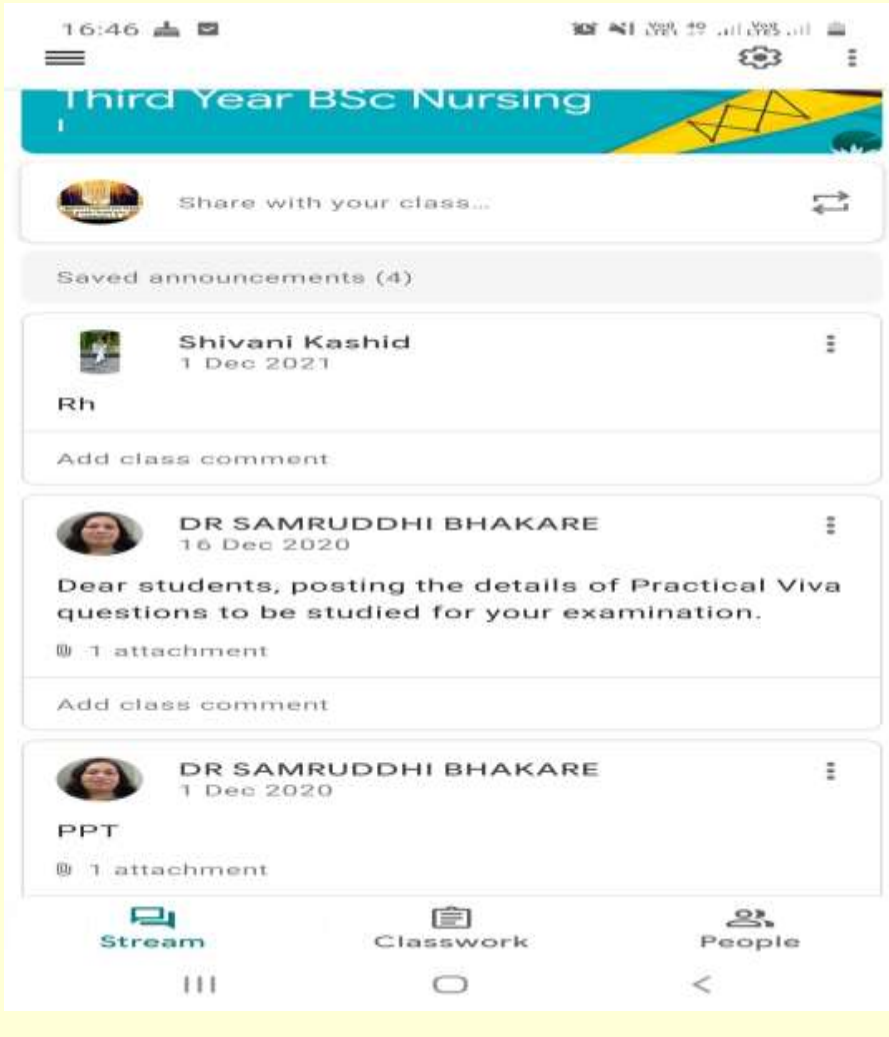 16:46
Third Year BSc Nursing
I
Share with your class...
Saved announcements (4)
Shivani Kashid
1 Dec 2021
Rh
Add class comment
DR SAMRUDDHI BHAKARE
16 Dec 2020
Dear students, posting the details of Practical Viva
questions to be studied for your examination.
1 attachment
Add class comment
DR SAMRUDDHI BHAKARE
1 Dec 2020
PPT
1 attachment
Stream Classwork People